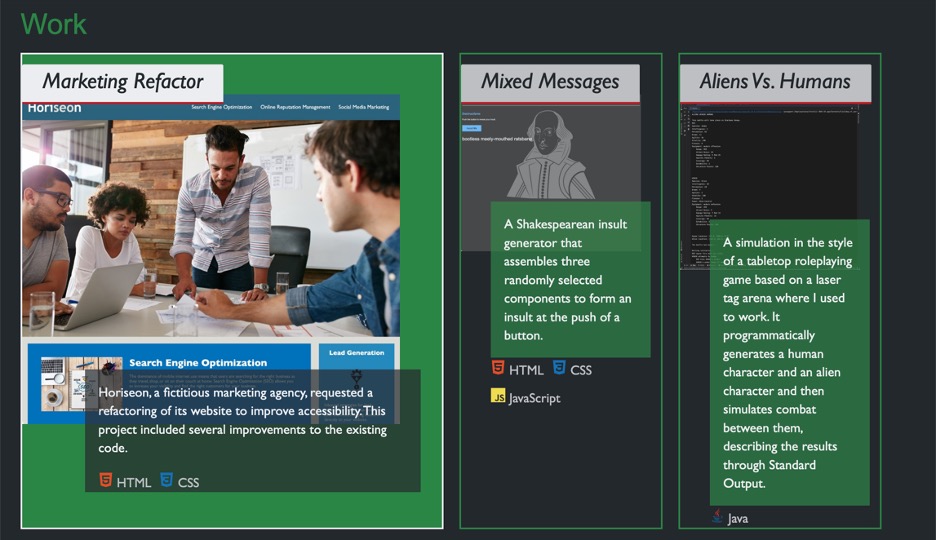 Work
Marketing Refactor
Horiseon
Search Engine Optimization Online Reputation Management Social Media Marketing
Search Engine Optimization
Lead Generation
Horiseon, a fictitious marketing agency, requested a
refactoring of its website to improve accessibility. This
project included several improvements to the existing
code.
HTML CSS
Mixed Messages
bootless mealy-mouthed ratsbane
A Shakespearean insult
generator that
assembles three
randomly selected
components to form an
insult at the push of a
button.
HTML CSS
JS JavaScript
Aliens Vs. Humans
A simulation in the style
of a tabletop roleplaying
game based on a laser
tag arena where I used
to work. It
programmatically
generates a human
character and an alien
character and then
simulates combat
between them,
describing the results
through Standard
Output.
Java